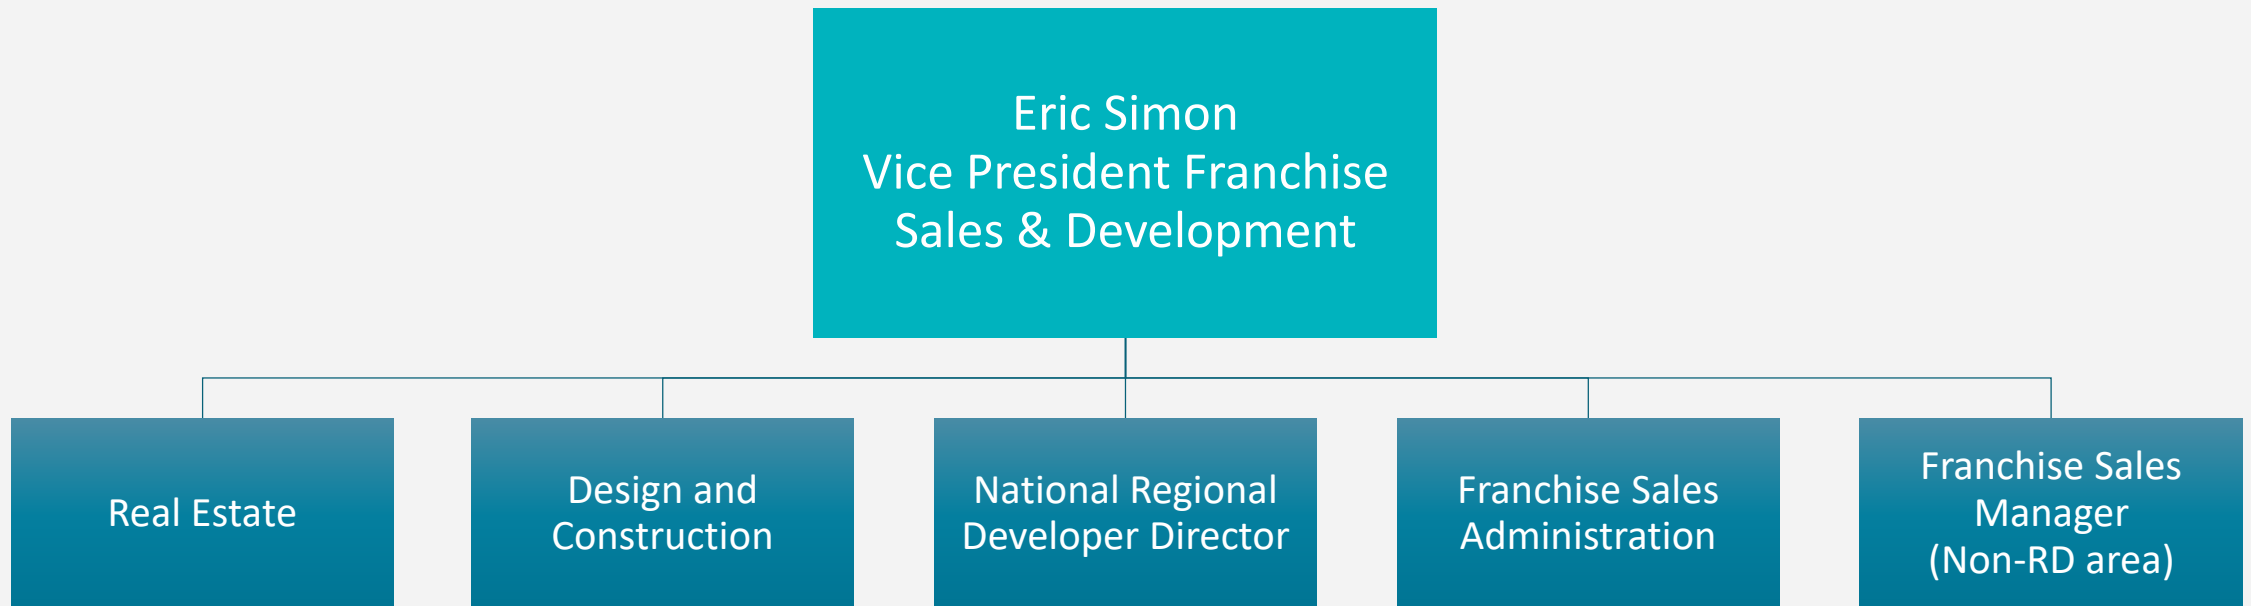 Eric Simon
Vice President Franchise
Sales & Development
Real Estate
Design and
Construction
National Regional
Developer Director
Franchise Sales
Administration
Franchise Sales
Manager
(Non-RD area)